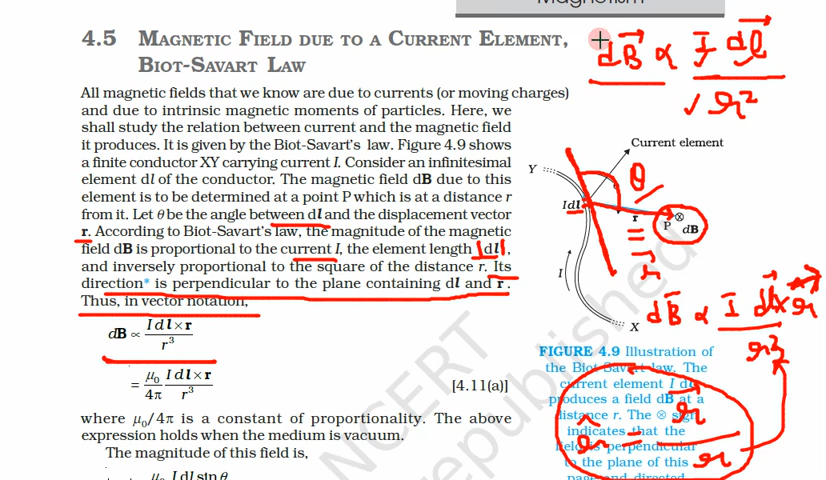 Magnetism
4.5 MAGNETIC FIELD DUE TO A CURRENT ELEMENT,
BIOT-SAVART LAW
All magnetic fields that we know are due to currents (or moving charges)
and due to intrinsic magnetic moments of particles. Here, we
shall study the relation between current and the magnetic field
it produces. It is given by the Biot-Savart's law. Figure 4.9 shows
a finite conductor XY carrying current I. Consider an infinitesimal
element dl of the conductor. The magnetic field dB due to this
element is to be determined at a point P which is at a distance r
from it. Let θ be the angle between dl and the displacement vector
r. According to Biot-Savart's law, the magnitude of the magnetic
field dB is proportional to the current I, the element length |dl|,
and inversely proportional to the square of the distance r. Its
direction* is perpendicular to the plane containing dl and r.
Thus, in vector notation,
dB ∝ I dl × r / r³
= μ₀/4π I dl × r / r³ [4.11(a)]
where μ₀/4π is a constant of proportionality. The above
expression holds when the medium is vacuum.
The magnitude of this field is,
μ₀ I dl sin θ
dB⃗ ∝ I dl⃗ / r²
Current element
Y
θ
Idl
r
P ⊗
dB
r⃗
I
X
dB⃗ ∝ I dl⃗ × r / r²
FIGURE 4.9 Illustration of
the Biot-Savart law. The
current element I dl
produces a field dB at a
distance r. The ⊗ sign
indicates that the
field is perpendicular
to the plane of this
page and directed
r̂ = r⃗ / r
NCERT
republished